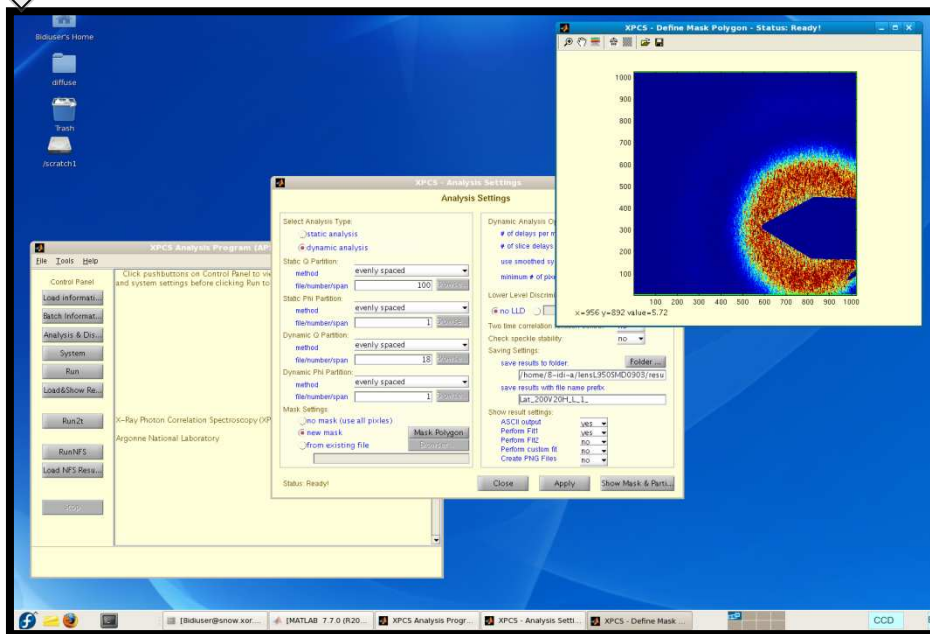 Bidiuser's Home
diffuse
Trash
/scratch1
XPCS - Define Mask Polygon - Status: Ready!
1000
900
800
700
600
500
400
300
200
100
100 200 300 400 500 600 700 800 900 1000
x=956 y=892 value=5.72
XPCS - Analysis Settings
Analysis Settings
Select Analysis Type:
static analysis
dynamic analysis
Static Q Partition:
method evenly spaced
file/number/span 100
Static Phi Partition
method evenly spaced
file/number/span 1
Dynamic Q Partition:
method evenly spaced
file/number/span 18
Dynamic Phi Partition:
method evenly spaced
file/number/span 1
Mask Settings:
no mask (use all pixles)
new mask Mask Polygon
from existing file
Status: Ready!
Dynamic Analysis Op
# of delays per m
# of slice delays
use smoothed sy
minimum # of pixe
Lower Level Discrimi
no LLD
Two time correlation
Check speckle stability: no
Saving Settings:
save results to folder: Folder ...
/home/8-idi-a/lensL950SMD0903/resu
save results with file name prefix
Lat_200V20H_L_1_
Show result settings:
ASCII output yes
Perform Fit1 yes
Perform Fit2 no
Perform custom fit no
Create PNG Files no
Close Apply Show Mask & Parti...
XPCS Analysis Program (AP
File Tools Help
Control Panel
Load informati...
Batch Informat...
Analysis & Dis...
System
Run
Load&Show Re...
Run2t
RunNFS
Load NFS Resu...
Stop
Click pushbuttons on Control Panel to vie
and system settings before clicking Run to
X-Ray Photon Correlation Spectroscopy (XP
Argonne National Laboratory
[Bidiuser@snow.xor... [MATLAB 7.7.0 (R20... XPCS Analysis Progr... XPCS - Analysis Setti... XPCS - Define Mask ... CCD